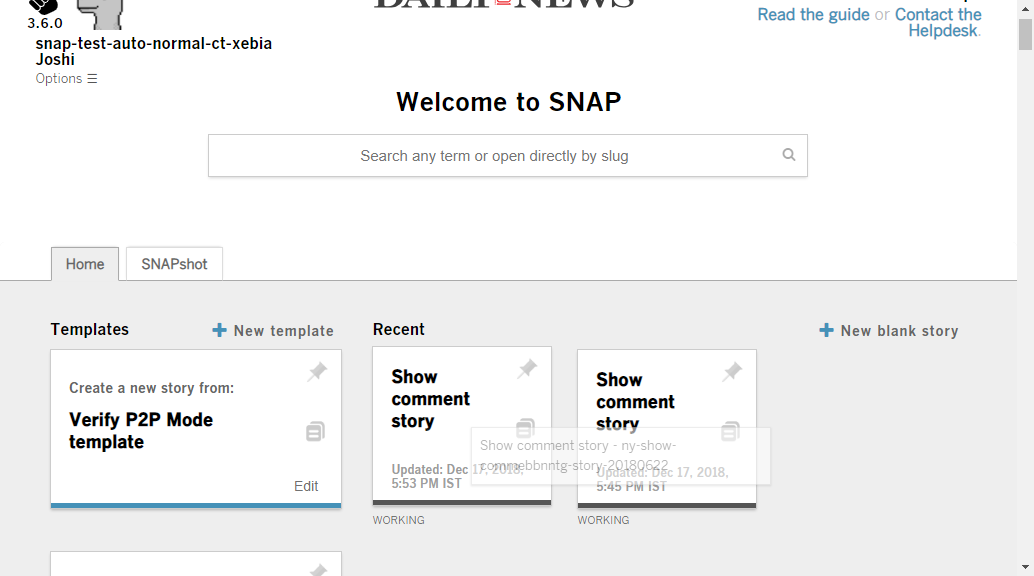 DAILY NEWS
3.6.0
Read the guide or Contact the
Helpdesk.
snap-test-auto-normal-ct-xebia
Joshi
Options
Welcome to SNAP
Search any term or open directly by slug
Home
SNAPshot
Templates
New template
Recent
New blank story
Create a new story from:
Verify P2P Mode
template
Edit
Show
comment
story
Updated: Dec 17, 2018,
5:53 PM IST
WORKING
Show
comment
story
Updated: Dec 17, 2018,
5:45 PM IST
WORKING
Show comment story - ny-show-
commebbnntg-story-20180622